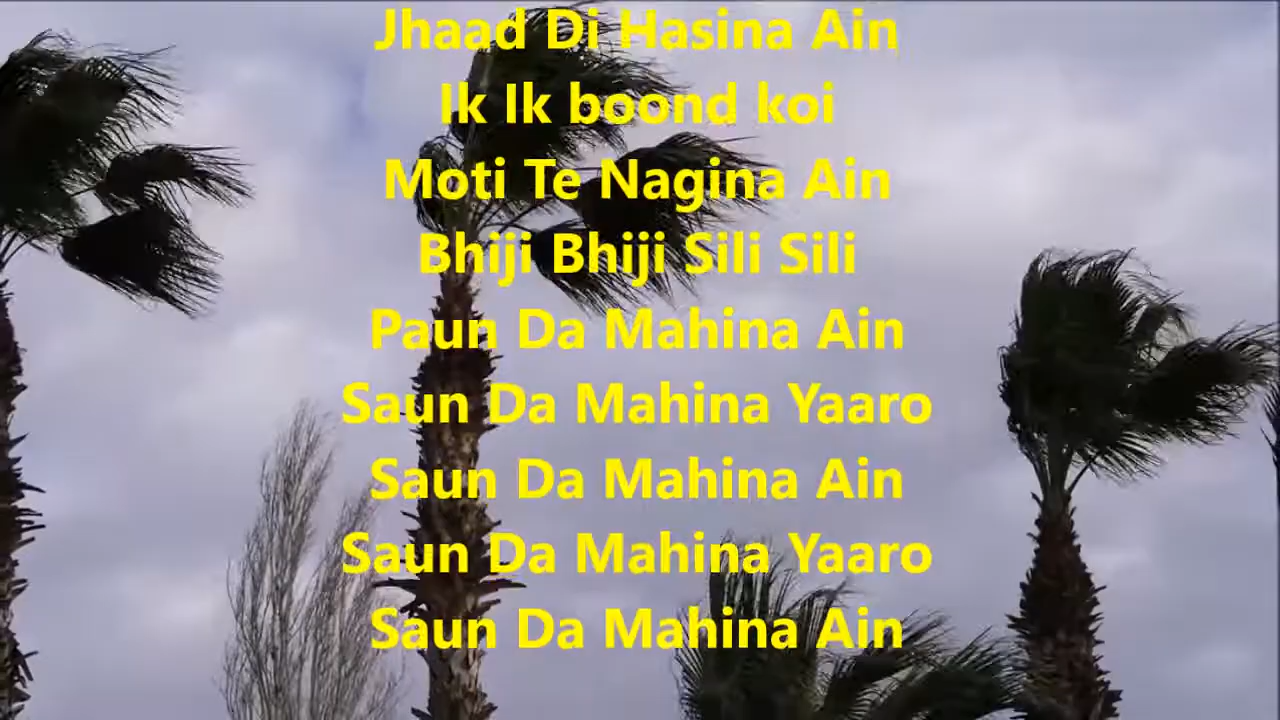 Jhaad Di Hasina Ain
Ik Ik boond koi
Moti Te Nagina Ain
Bhiji Bhiji Sili Sili
Paun Da Mahina Ain
Saun Da Mahina Yaaro
Saun Da Mahina Ain
Saun Da Mahina Yaaro
Saun Da Mahina Ain